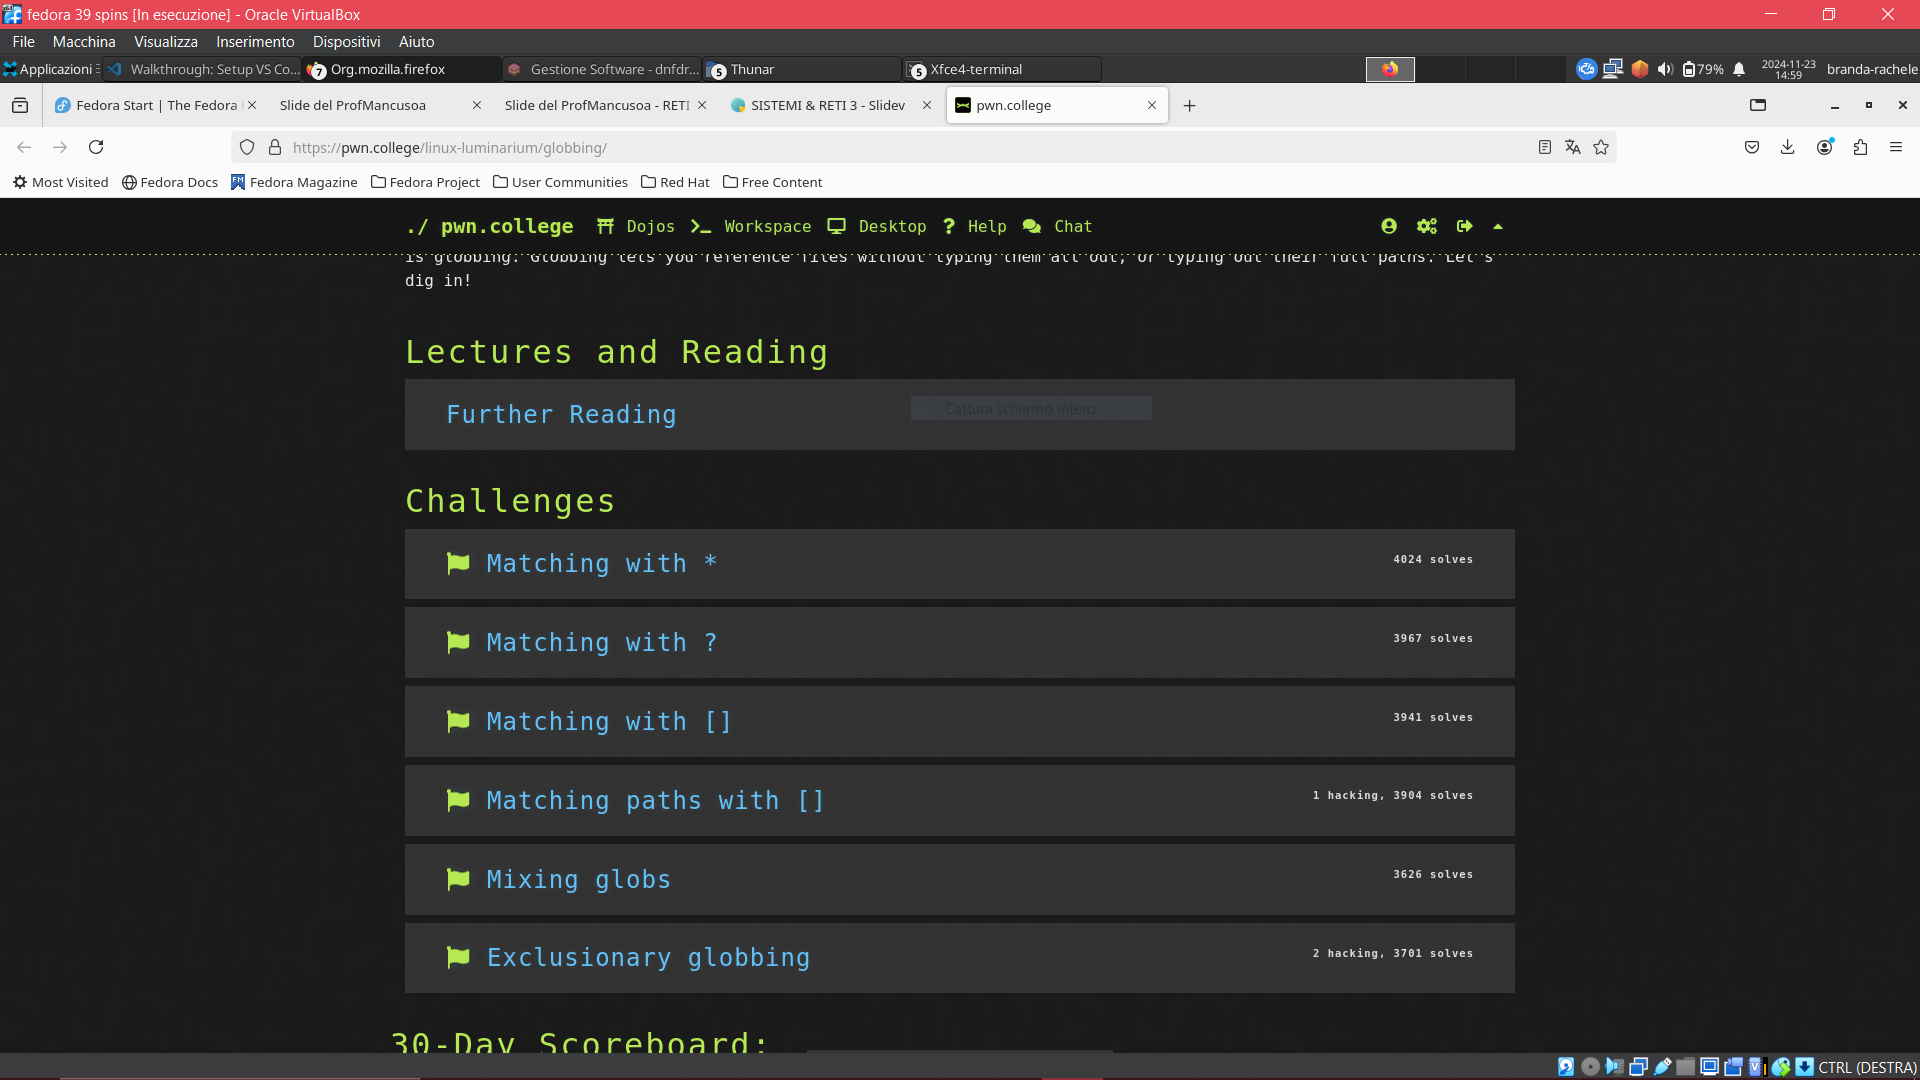 fedora 39 spins [In esecuzione] - Oracle VirtualBox
File Macchina Visualizza Inserimento Dispositivi Aiuto
Applicazioni Walkthrough: Setup VS Co... 7 Org.mozilla.firefox Gestione Software - dnfdr... 5 Thunar 5 Xfce4-terminal 79% 2024-11-23 14:59 branda-rachele
Fedora Start | The Fedora Slide del ProfMancusoa Slide del ProfMancusoa - RETI SISTEMI & RETI 3 - Slidev pwn.college
https://pwn.college/linux-luminarium/globbing/
Most Visited Fedora Docs Fedora Magazine Fedora Project User Communities Red Hat Free Content
./ pwn.college Dojos Workspace Desktop ? Help Chat
is globbing. Globbing lets you reference files without typing them all out, or typing out their full paths. Let's
dig in!
Lectures and Reading
Further Reading
Cattura schermo intero
Challenges
Matching with * 4024 solves
Matching with ? 3967 solves
Matching with [] 3941 solves
Matching paths with [] 1 hacking, 3904 solves
Mixing globs 3626 solves
Exclusionary globbing 2 hacking, 3701 solves
30-Day Scoreboard:
CTRL (DESTRA)